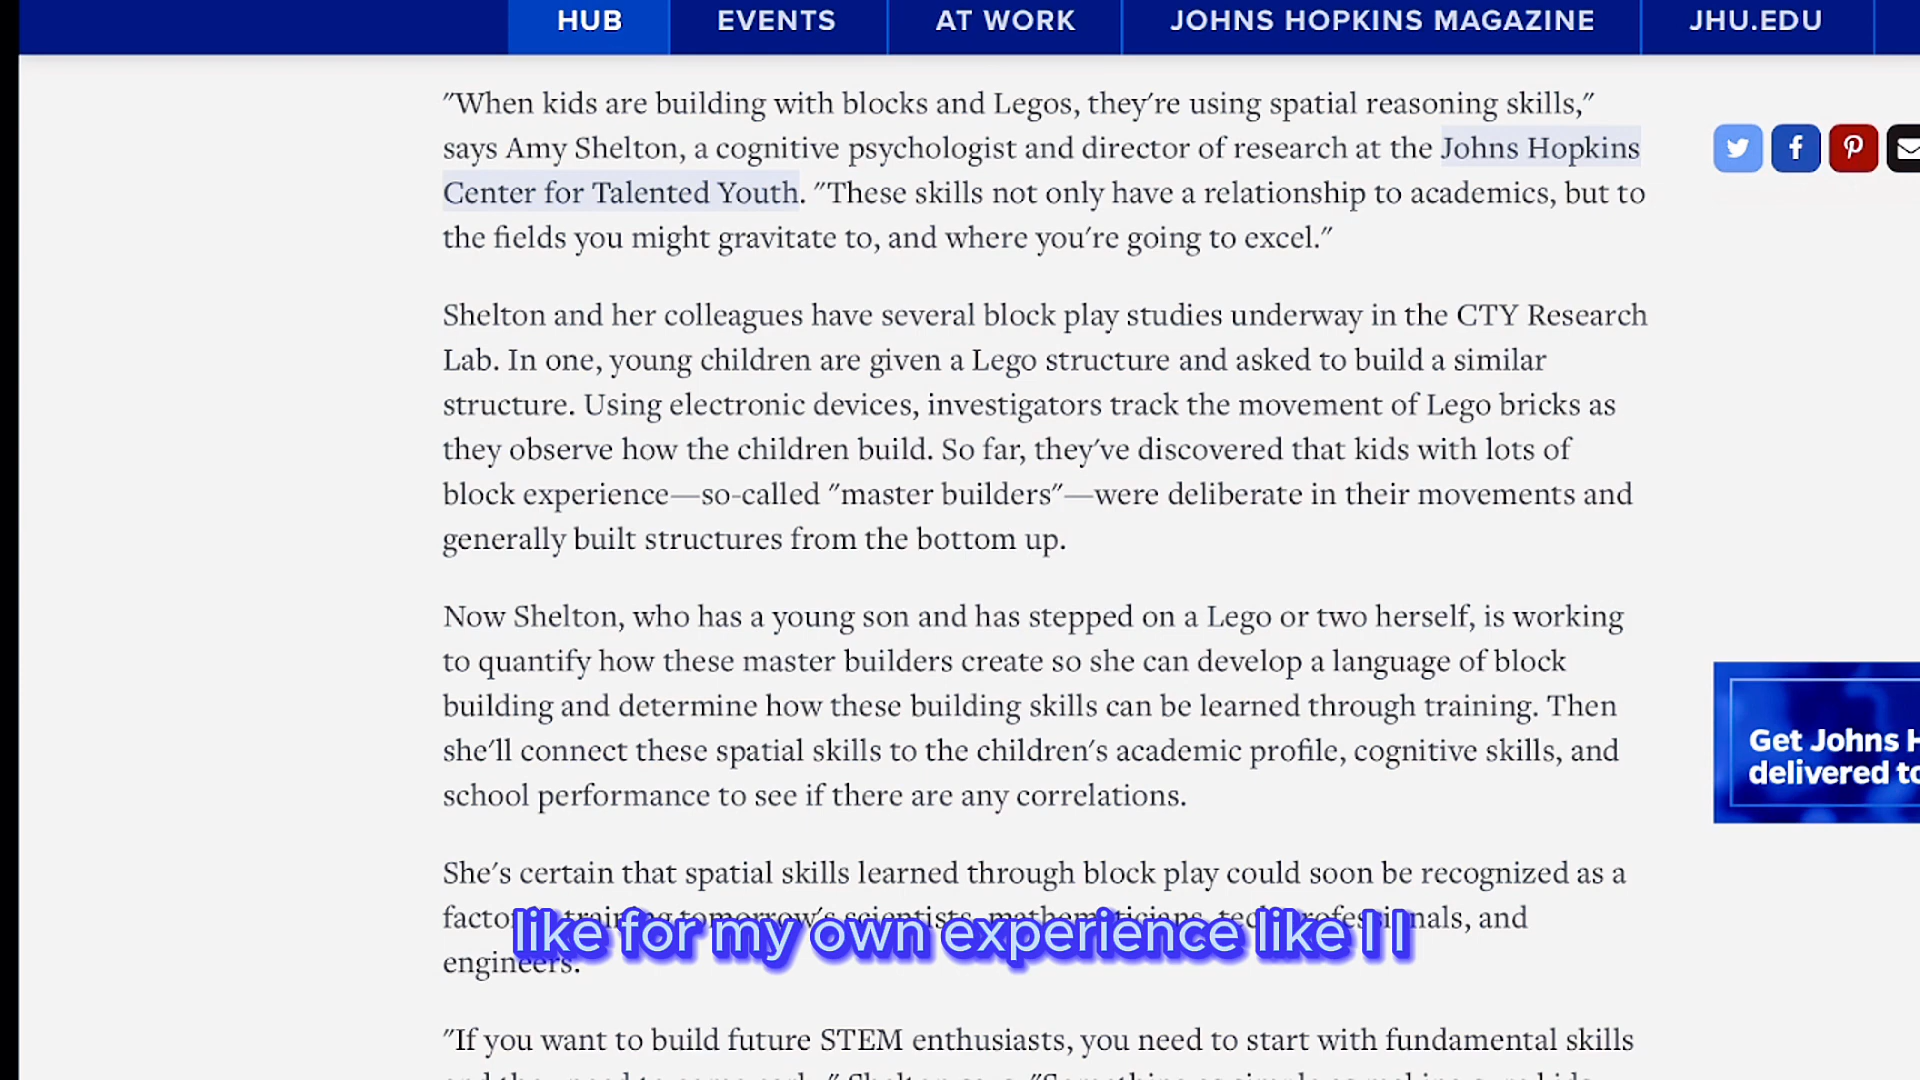 HUB
EVENTS
AT WORK
JOHNS HOPKINS MAGAZINE
JHU.EDU
"When kids are building with blocks and Legos, they're using spatial reasoning skills,"
says Amy Shelton, a cognitive psychologist and director of research at the Johns Hopkins
Center for Talented Youth. "These skills not only have a relationship to academics, but to
the fields you might gravitate to, and where you're going to excel."
Shelton and her colleagues have several block play studies underway in the CTY Research
Lab. In one, young children are given a Lego structure and asked to build a similar
structure. Using electronic devices, investigators track the movement of Lego bricks as
they observe how the children build. So far, they've discovered that kids with lots of
block experience—so-called "master builders"—were deliberate in their movements and
generally built structures from the bottom up.
Now Shelton, who has a young son and has stepped on a Lego or two herself, is working
to quantify how these master builders create so she can develop a language of block
building and determine how these building skills can be learned through training. Then
she'll connect these spatial skills to the children's academic profile, cognitive skills, and
school performance to see if there are any correlations.
She's certain that spatial skills learned through block play could soon be recognized as a
training tomorrow's scientists, mathematicians, and
engineers.
like for my own experience like I I
"If you want to build future STEM enthusiasts, you need to start with fundamental skills
Get Johns H
delivered to